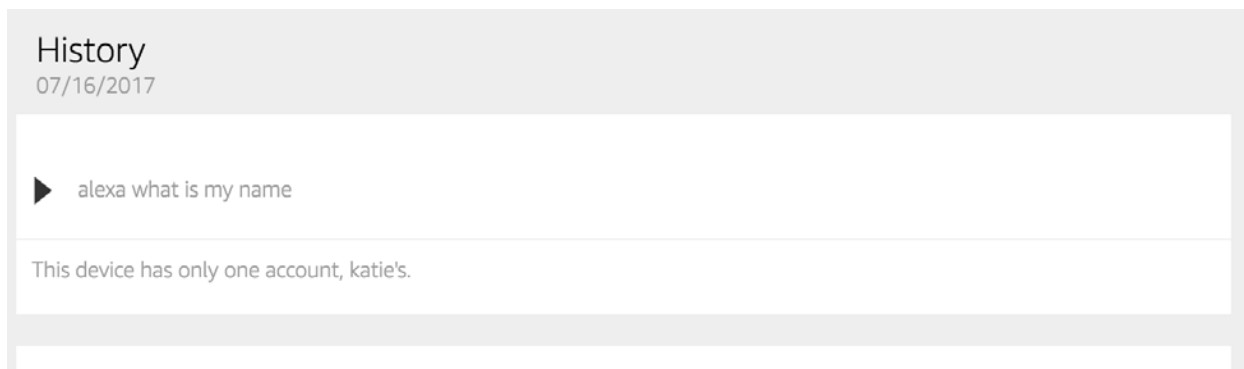 History
07/16/2017
alexa what is my name
This device has only one account, katie's.